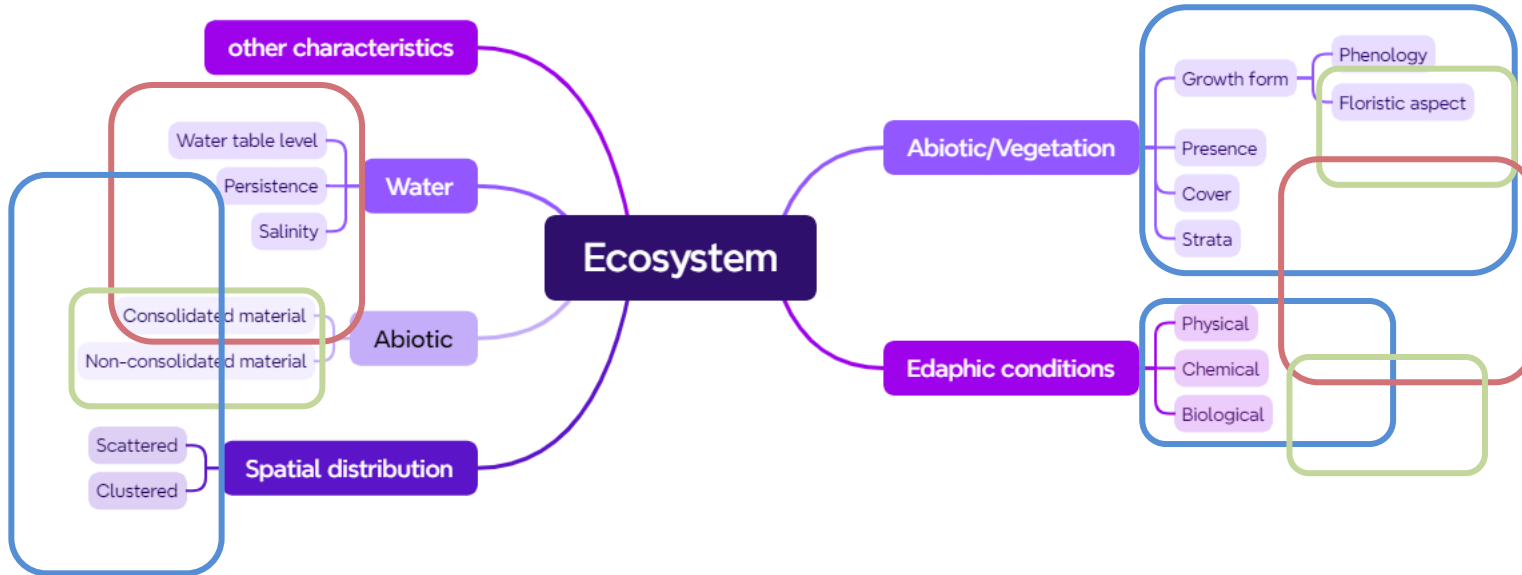 other characteristics
Water table level
Persistence
Salinity
Water
Consolidated material
Non-consolidated material
Abiotic
Scattered
Clustered
Spatial distribution
Ecosystem
Abiotic/Vegetation
Growth form
Phenology
Floristic aspect
Presence
Cover
Strata
Edaphic conditions
Physical
Chemical
Biological